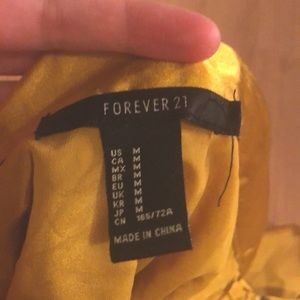 FOREVER 21
US M
CA M
MX M
BR M
EU M
UK M
KR M
JP M
CN 165/72A
MADE IN CHINA